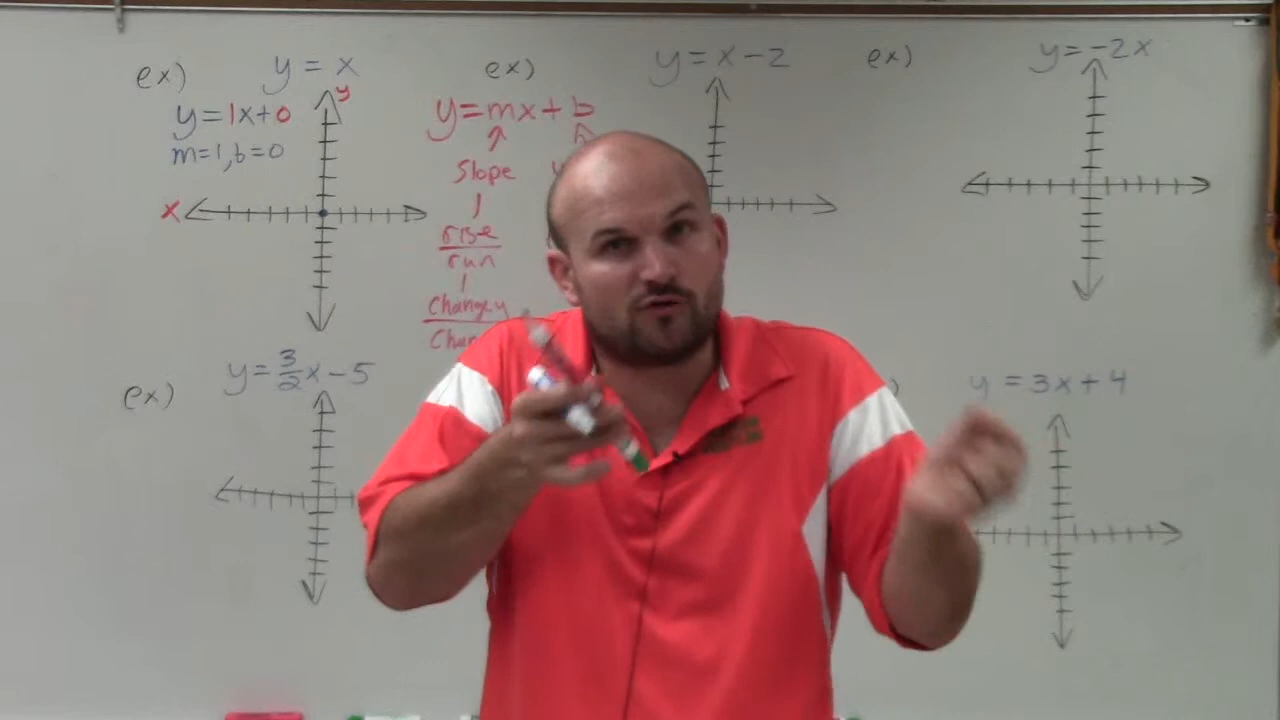 ex)
y = x
y
y=1x+0
m=1,b=0
x
ex)
y=mx+b
Slope
rise
run
y=x-2
ex)
y=-2x
ex)
y=3/2x-5
y=3x+4